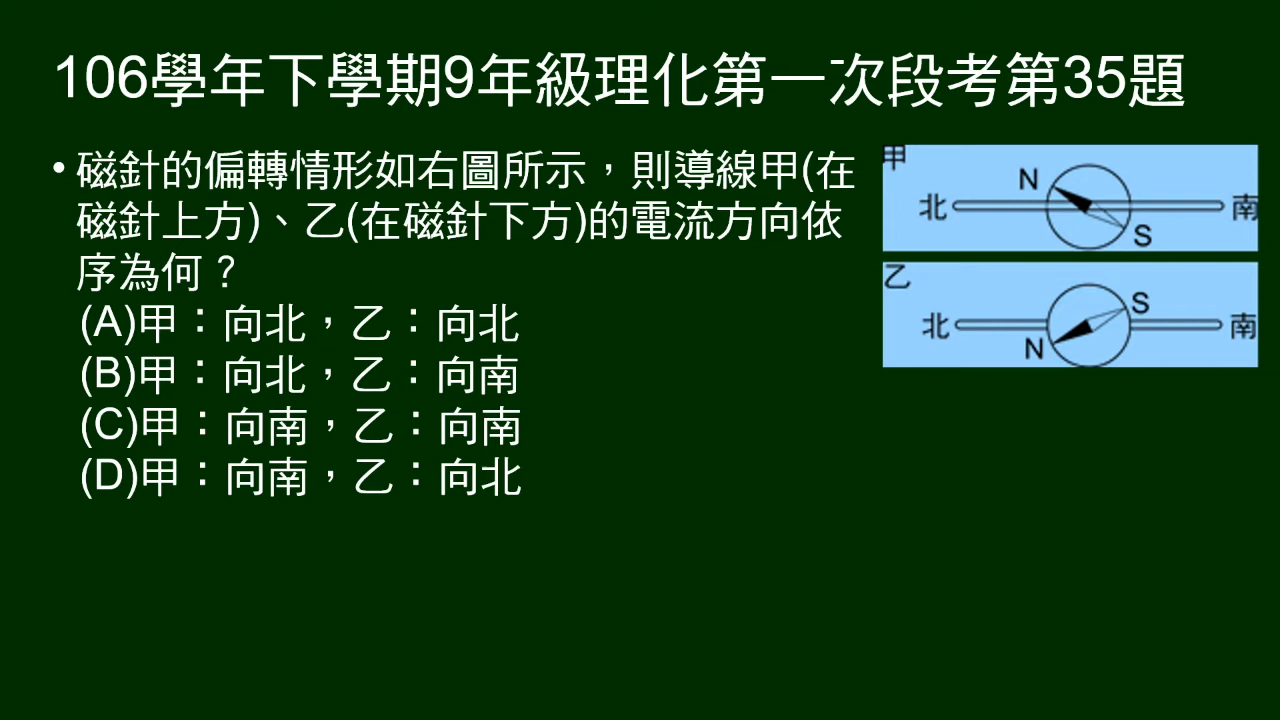 106學年下學期9年級理化第一次段考第35題
• 磁針的偏轉情形如右圖所示，則導線甲(在
磁針上方)、乙(在磁針下方)的電流方向依
序為何？
(A)甲：向北，乙：向北
(B)甲：向北，乙：向南
(C)甲：向南，乙：向南
(D)甲：向南，乙：向北
甲
N
北
南
S
乙
S
北
南
N